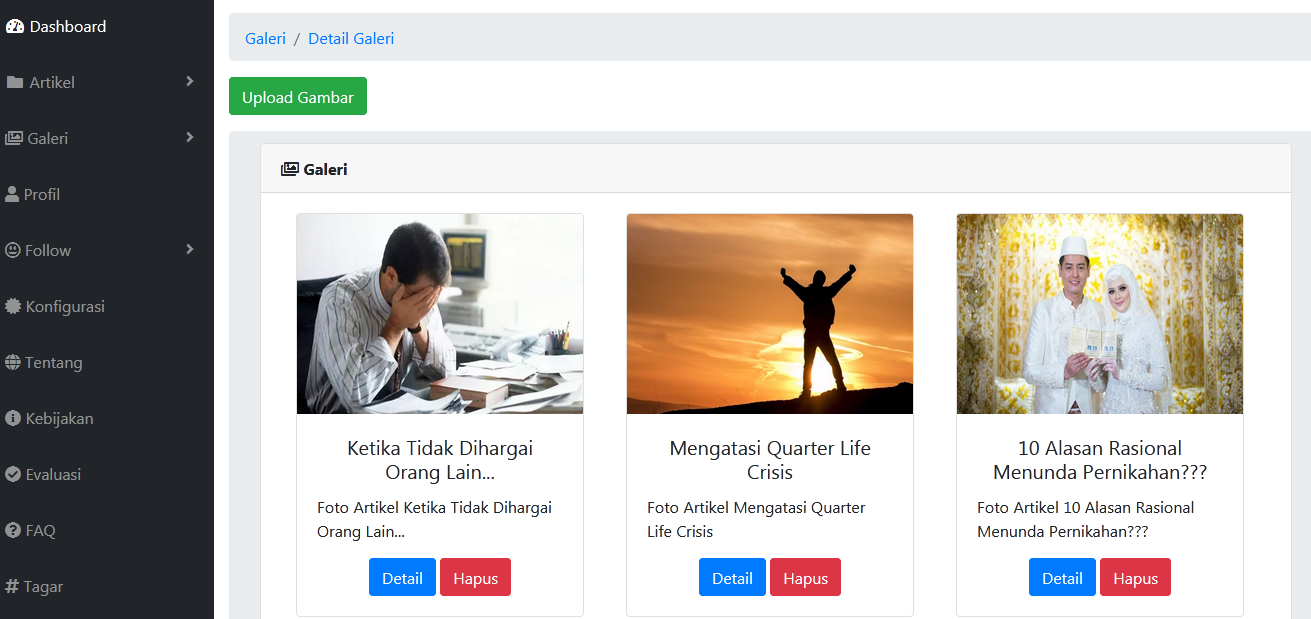 Dashboard
Artikel
Galeri
Profil
Follow
Konfigurasi
Tentang
Kebijakan
Evaluasi
FAQ
# Tagar
Galeri / Detail Galeri
Upload Gambar
Galeri
Ketika Tidak Dihargai
Orang Lain...
Foto Artikel Ketika Tidak Dihargai
Orang Lain...
Detail Hapus
Mengatasi Quarter Life
Crisis
Foto Artikel Mengatasi Quarter
Life Crisis
Detail Hapus
10 Alasan Rasional
Menunda Pernikahan???
Foto Artikel 10 Alasan Rasional
Menunda Pernikahan???
Detail Hapus